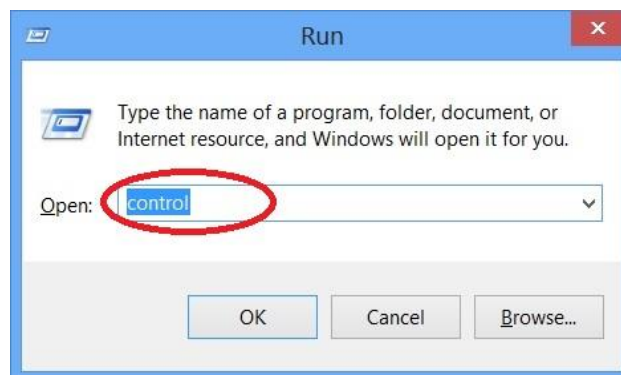 Run
Type the name of a program, folder, document, or
Internet resource, and Windows will open it for you.
Open: control
OK Cancel Browse...